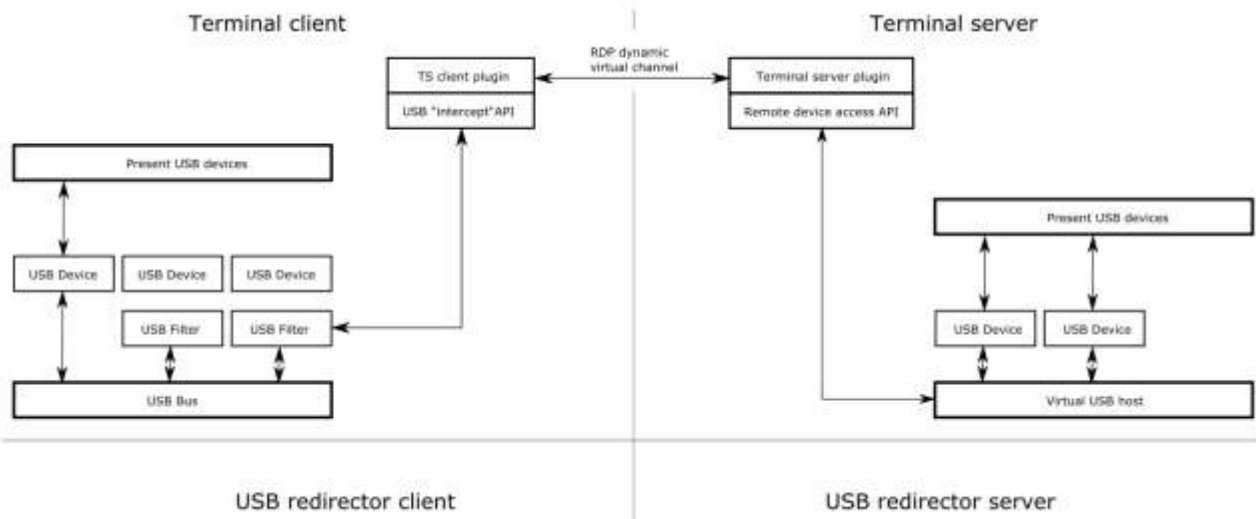 Terminal client
Terminal server
RDP dynamic
virtual channel
TS client plugin
USB "intercept"API
Terminal server plugin
Remote device access API
Present USB devices
Present USB devices
USB Device
USB Device
USB Device
USB Filter
USB Filter
USB Device
USB Device
USB Bus
Virtual USB host
USB redirector client
USB redirector server